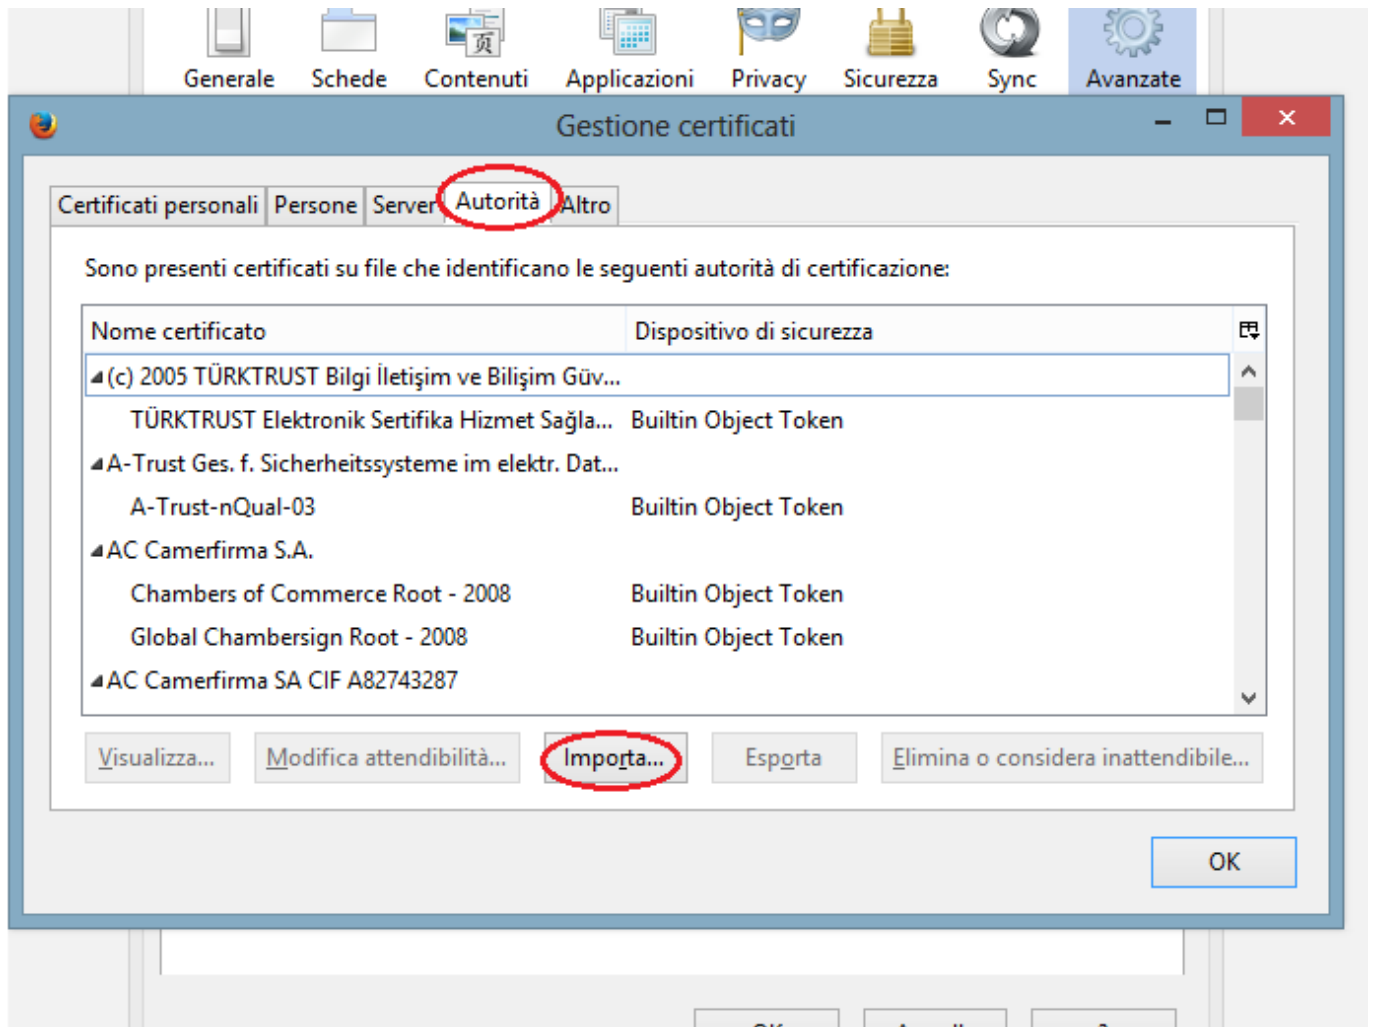 页
Generale Schede Contenuti Applicazioni Privacy Sicurezza Sync Avanzate
Gestione certificati
Certificati personali Persone Server Autorità Altro
Sono presenti certificati su file che identificano le seguenti autorità di certificazione:
Nome certificato Dispositivo di sicurezza
(c) 2005 TÜRKTRUST Bilgi İletişim ve Bilişim Güv...
TÜRKTRUST Elektronik Sertifika Hizmet Sağla... Builtin Object Token
A-Trust Ges. f. Sicherheitssysteme im elektr. Dat...
A-Trust-nQual-03 Builtin Object Token
AC Camerfirma S.A.
Chambers of Commerce Root - 2008 Builtin Object Token
Global Chambersign Root - 2008 Builtin Object Token
AC Camerfirma SA CIF A82743287
Visualizza... Modifica attendibilità... Importa... Esporta Elimina o considera inattendibile...
OK